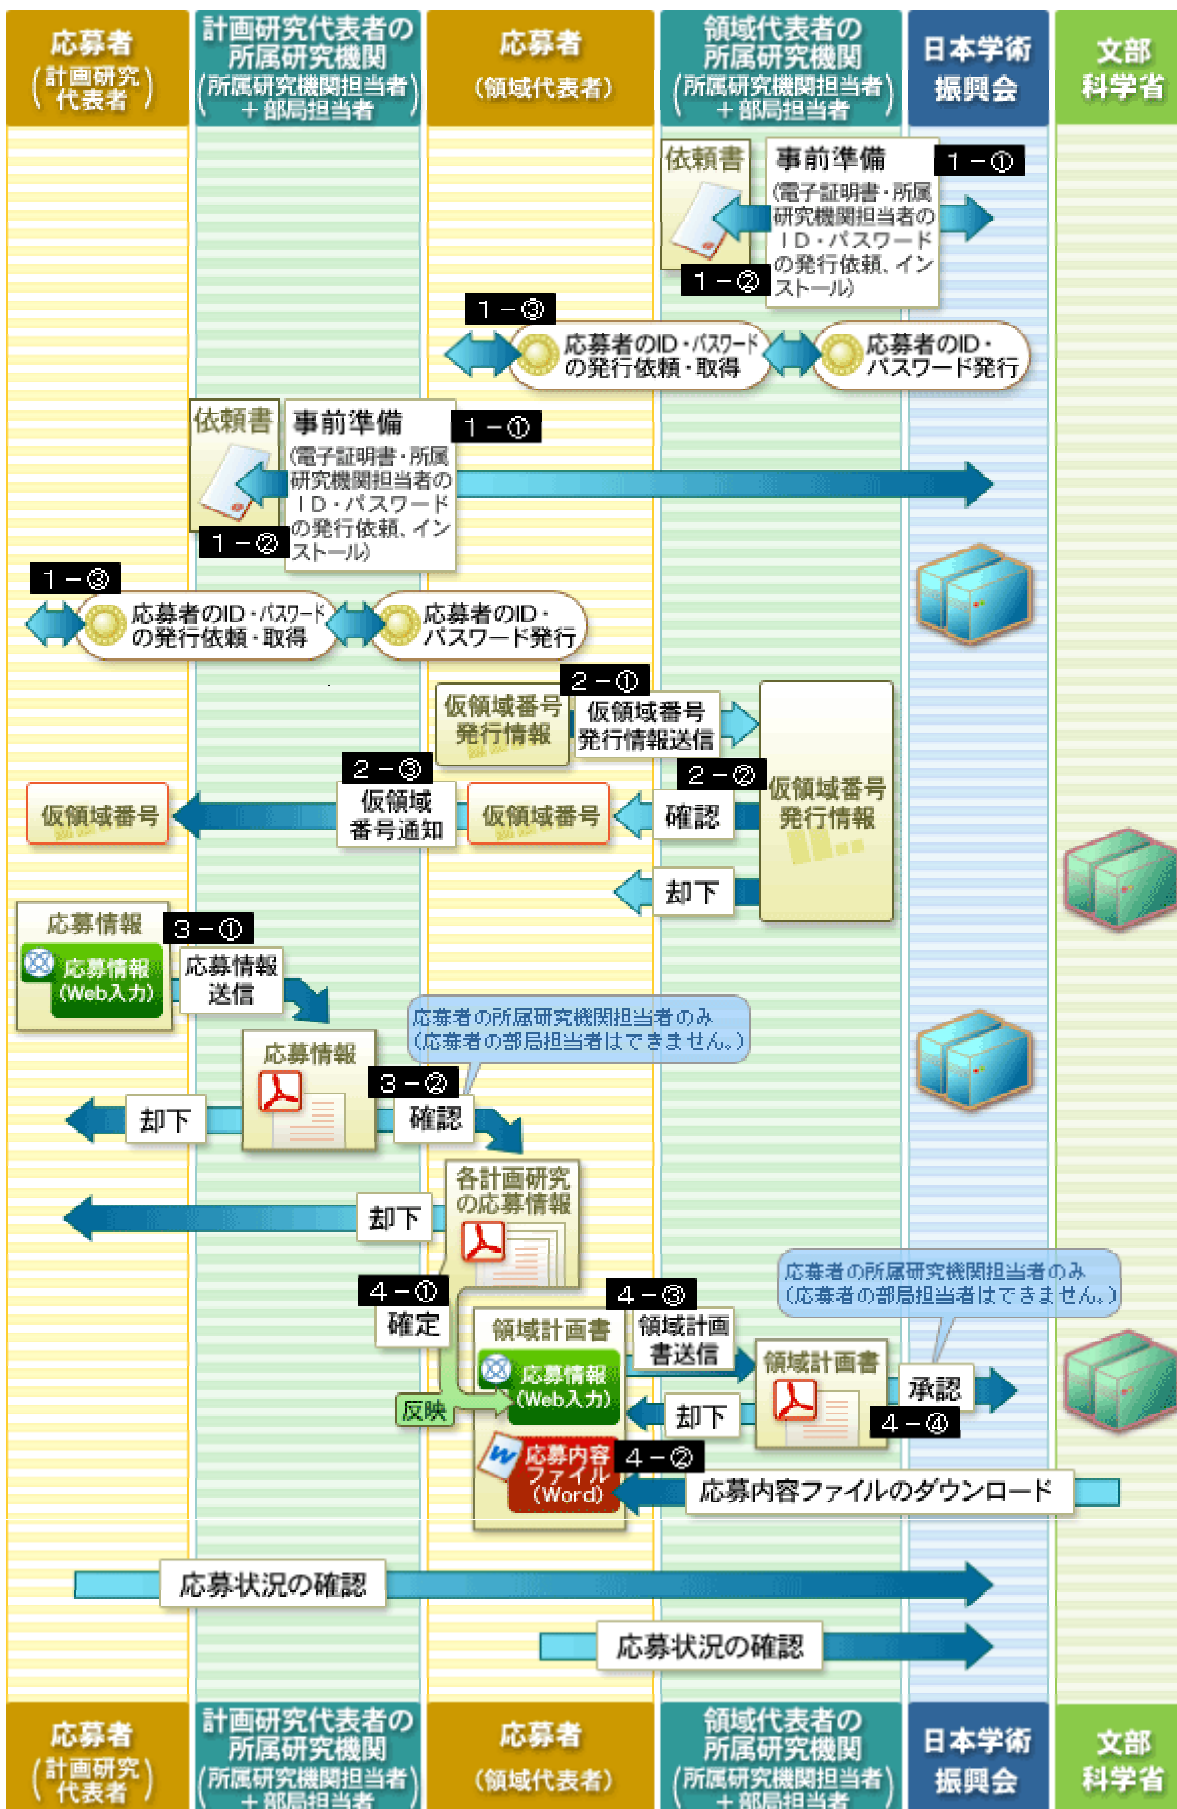 応募者
(計画研究
代表者)
計画研究代表者の
所属研究機関
(所属研究機関担当者
+部局担当者)
応募者
(領域代表者)
領域代表者の
所属研究機関
(所属研究機関担当者
+部局担当者)
日本学術
振興会
文部
科学省
依頼書
事前準備
1-①
(電子証明書・所属
研究機関担当者の
ID・パスワード
の発行依頼、イン
ストール)
1-②
1-③
応募者のID・パスワード
の発行依頼・取得
応募者のID・
パスワード発行
依頼書
事前準備
1-①
(電子証明書・所属
研究機関担当者の
ID・パスワード
の発行依頼、イン
ストール)
1-②
1-③
応募者のID・パスワード
の発行依頼・取得
応募者のID・
パスワード発行
仮領域番号
発行情報
2-①
仮領域番号
発行情報送信
2-②
仮領域番号
発行情報
2-③
仮領域番号
仮領域
番号通知
仮領域番号
確認
却下
応募情報
3-①
応募情報
(Web入力)
応募情報
送信
応募者の所属研究機関担当者のみ
(応募者の部局担当者はできません。)
応募情報
3-②
却下
確認
各計画研究
の応募情報
却下
4-①
確定
領域計画書
4-③
領域計画
書送信
応募者の所属研究機関担当者のみ
(応募者の部局担当者はできません。)
応募情報
(Web入力)
反映
領域計画書
却下
承認
4-④
応募内容
ファイル
(Word)
4-②
応募内容ファイルのダウンロード
応募状況の確認
応募状況の確認
応募者
(計画研究
代表者)
計画研究代表者の
所属研究機関
(所属研究機関担当者
+部局担当者)
応募者
(領域代表者)
領域代表者の
所属研究機関
(所属研究機関担当者
+部局担当者)
日本学術
振興会
文部
科学省